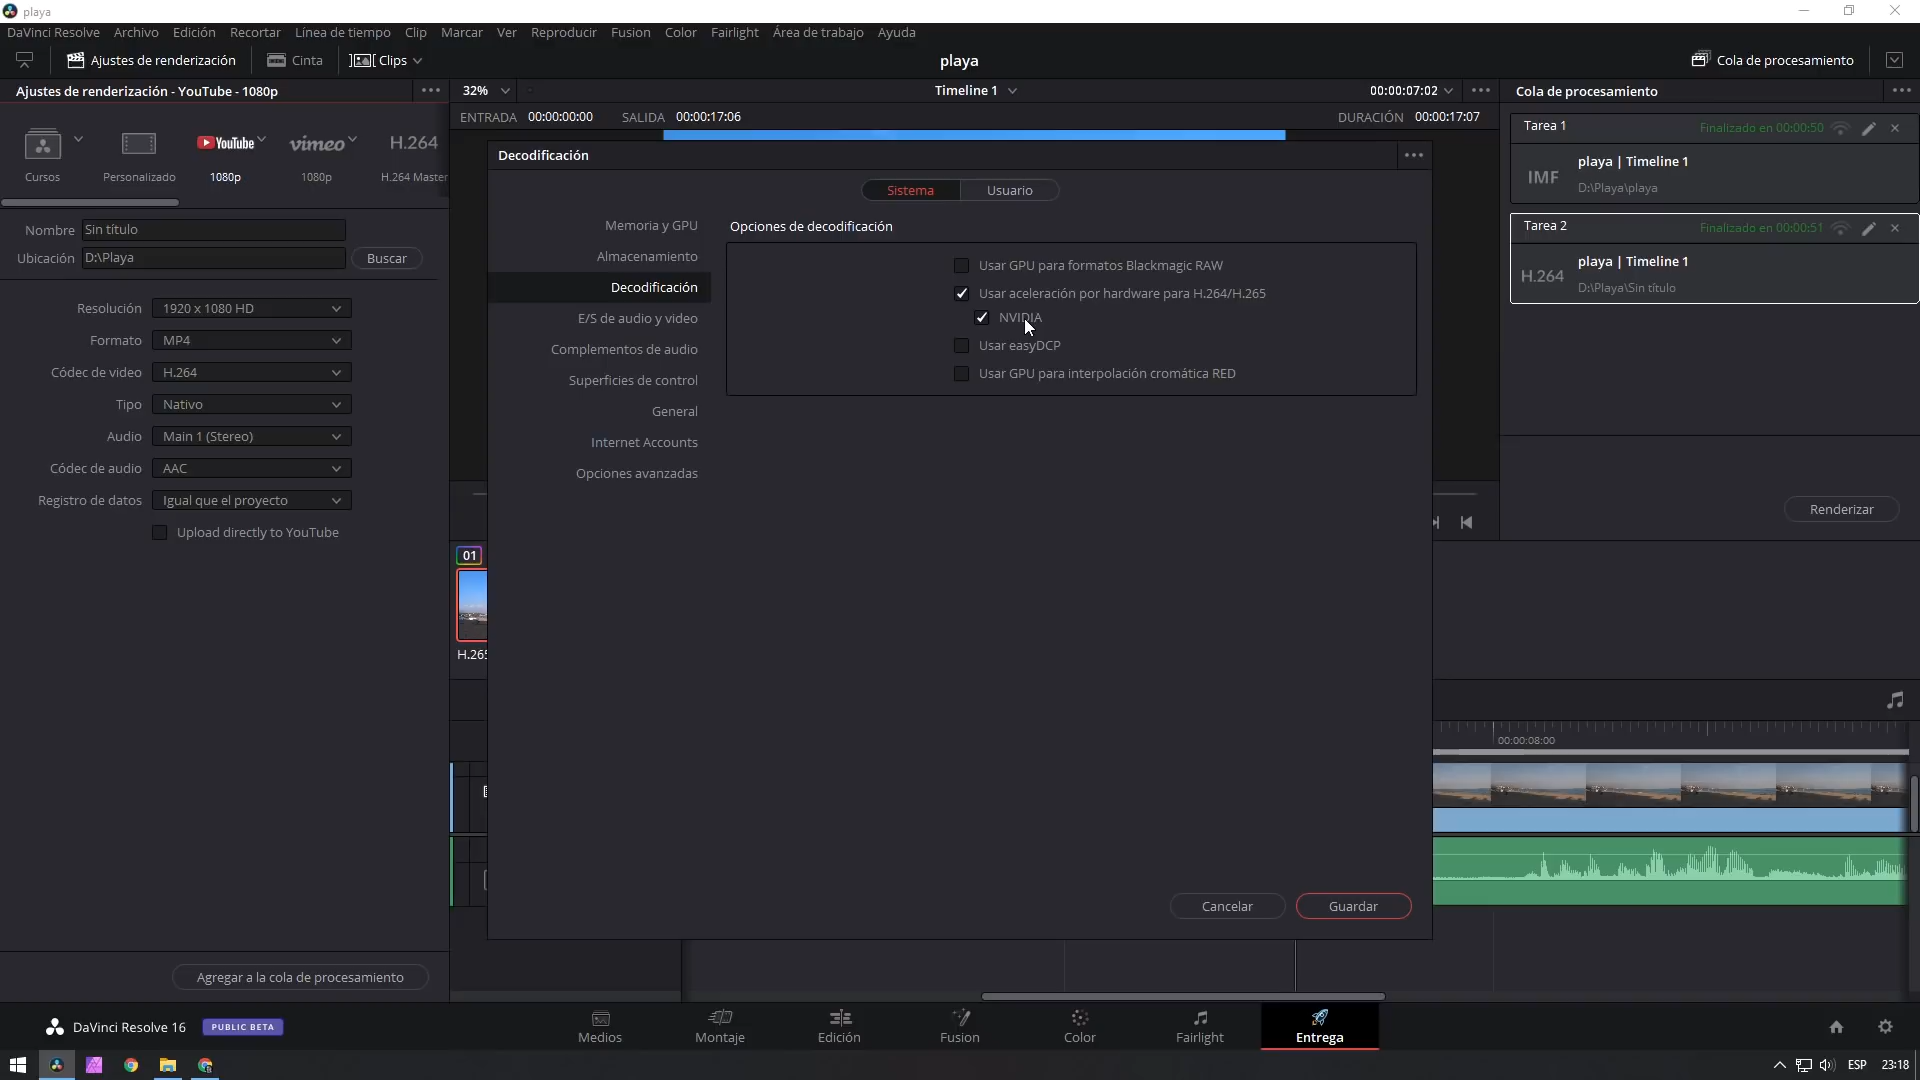 playa
DaVinci Resolve Archivo Edición Recortar Línea de tiempo Clip Marcar Ver Reproducir Fusion Color Fairlight Área de trabajo Ayuda
Ajustes de renderización Cinta Clips playa Cola de procesamiento
Ajustes de renderización - YouTube - 1080p 32% Timeline 1 00:00:07:02 Cola de procesamiento
ENTRADA 00:00:00:00 SALIDA 00:00:17:06 DURACIÓN 00:00:17:07
Tarea 1 Finalizado en 00:00:50
YouTube vimeo H.264
Cursos Personalizado 1080p 1080p H.264 Master
IMF playa | Timeline 1
D:\Playa\playa
Tarea 2 Finalizado en 00:00:51
H.264 playa | Timeline 1
D:\Playa\Sin título
Nombre Sin título
Ubicación D:\Playa Buscar
Resolución 1920 x 1080 HD
Formato MP4
Códec de video H.264
Tipo Nativo
Audio Main 1 (Stereo)
Códec de audio AAC
Registro de datos Igual que el proyecto
Upload directly to YouTube
Decodificación
Sistema Usuario
Memoria y GPU
Almacenamiento
Decodificación
E/S de audio y video
Complementos de audio
Superficies de control
General
Internet Accounts
Opciones avanzadas
Opciones de decodificación
Usar GPU para formatos Blackmagic RAW
Usar aceleración por hardware para H.264/H.265
NVIDIA
Usar easyDCP
Usar GPU para interpolación cromática RED
Renderizar
01
H.265
00:00:08:00
Cancelar Guardar
Agregar a la cola de procesamiento
DaVinci Resolve 16 PUBLIC BETA
Medios Montaje Edición Fusion Color Fairlight Entrega
ESP 23:18